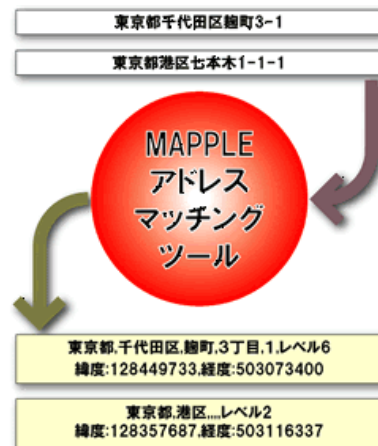 東京都千代田区麹町3-1
東京都港区七本木1-1-1
MAPPLE
アドレス
マッチング
ツール
東京都,千代田区,麹町,3丁目,1,レベル6
緯度:128449733,経度:503073400
東京都,港区,,,,レベル2
緯度:128357687,経度:503116337